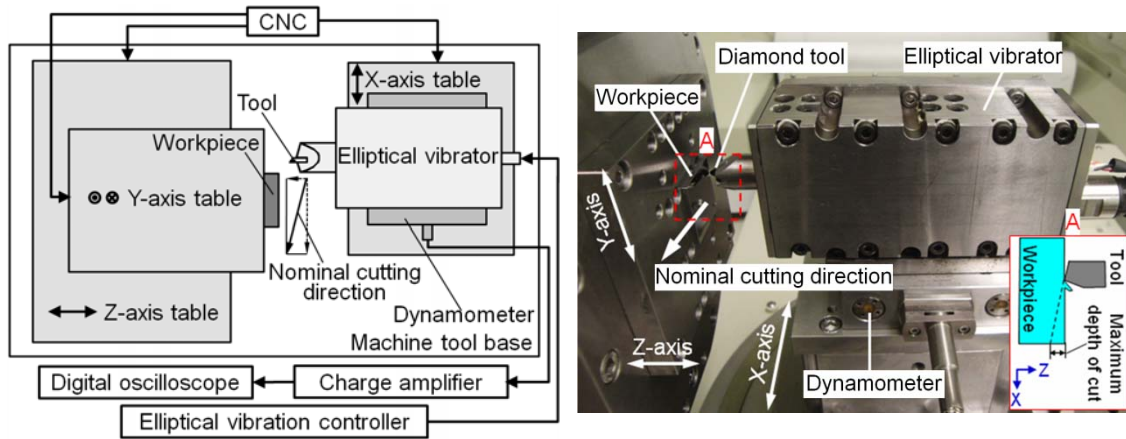 CNC
X-axis table
Tool
Workpiece
Elliptical vibrator
Y-axis table
Nominal cutting
direction
Z-axis table
Dynamometer
Machine tool base
Digital oscilloscope
Charge amplifier
Elliptical vibration controller
Diamond tool
Elliptical vibrator
Workpiece
A
Y-axis
Nominal cutting direction
Z-axis
X-axis
Dynamometer
A
Workpiece
Tool
Maximum
depth of cut
Z
X